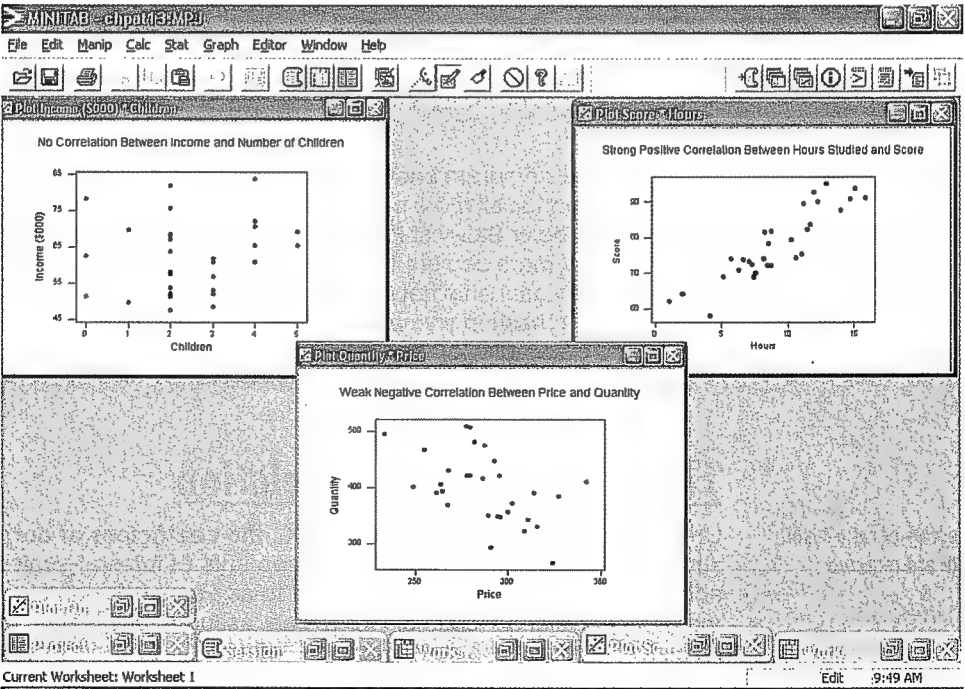 MINITAB - chpat13.MPJ
File Edit Manip Calc Stat Graph Editor Window Help
Plot Income ($000) * Children
No Correlation Between Income and Number of Children
85
75
65
55
45
Income ($000)
0 1 2 3 4 5
Children
Plot Score * Hours
Strong Positive Correlation Between Hours Studied and Score
90
80
70
60
Score
0 5 10 15
Hours
Plot Quantity * Price
Weak Negative Correlation Between Price and Quantity
500
400
300
Quantity
250 300 350
Price
Session
Current Worksheet: Worksheet 1
Edit 9:49 AM